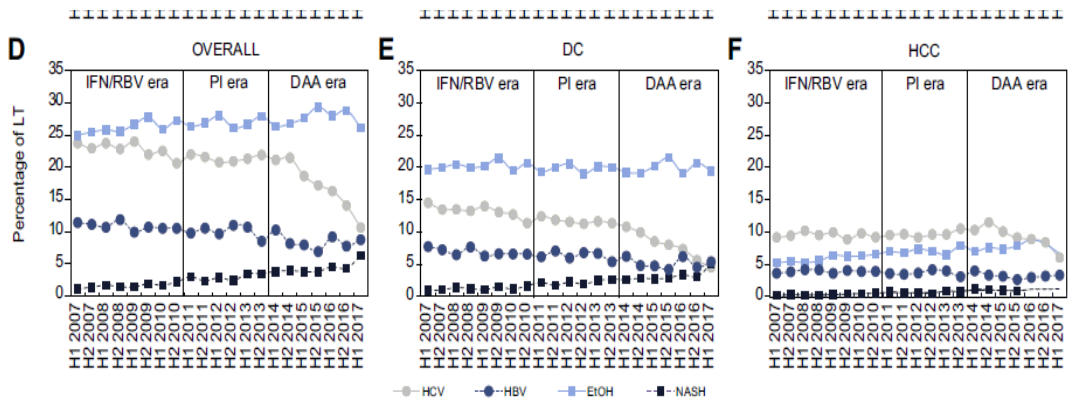 D
OVERALL
IFN/RBV era
PI era
DAA era
Percentage of LT
35
30
25
20
15
10
5
0
H1 2007
H2 2007
H1 2008
H2 2008
H1 2009
H2 2009
H1 2010
H2 2010
H1 2011
H2 2011
H1 2012
H2 2012
H1 2013
H2 2013
H1 2014
H2 2014
H1 2015
H2 2015
H1 2016
H2 2016
H1 2017
E
DC
IFN/RBV era
PI era
DAA era
35
30
25
20
15
10
5
0
H1 2007
H2 2007
H1 2008
H2 2008
H1 2009
H2 2009
H1 2010
H2 2010
H1 2011
H2 2011
H1 2012
H2 2012
H1 2013
H2 2013
H1 2014
H2 2014
H1 2015
H2 2015
H1 2016
H2 2016
H1 2017
F
HCC
IFN/RBV era
PI era
DAA era
35
30
25
20
15
10
5
0
H1 2007
H2 2007
H1 2008
H2 2008
H1 2009
H2 2009
H1 2010
H2 2010
H1 2011
H2 2011
H1 2012
H2 2012
H1 2013
H2 2013
H1 2014
H2 2014
H1 2015
H2 2015
H1 2016
H2 2016
H1 2017
HCV HBV EtOH NASH